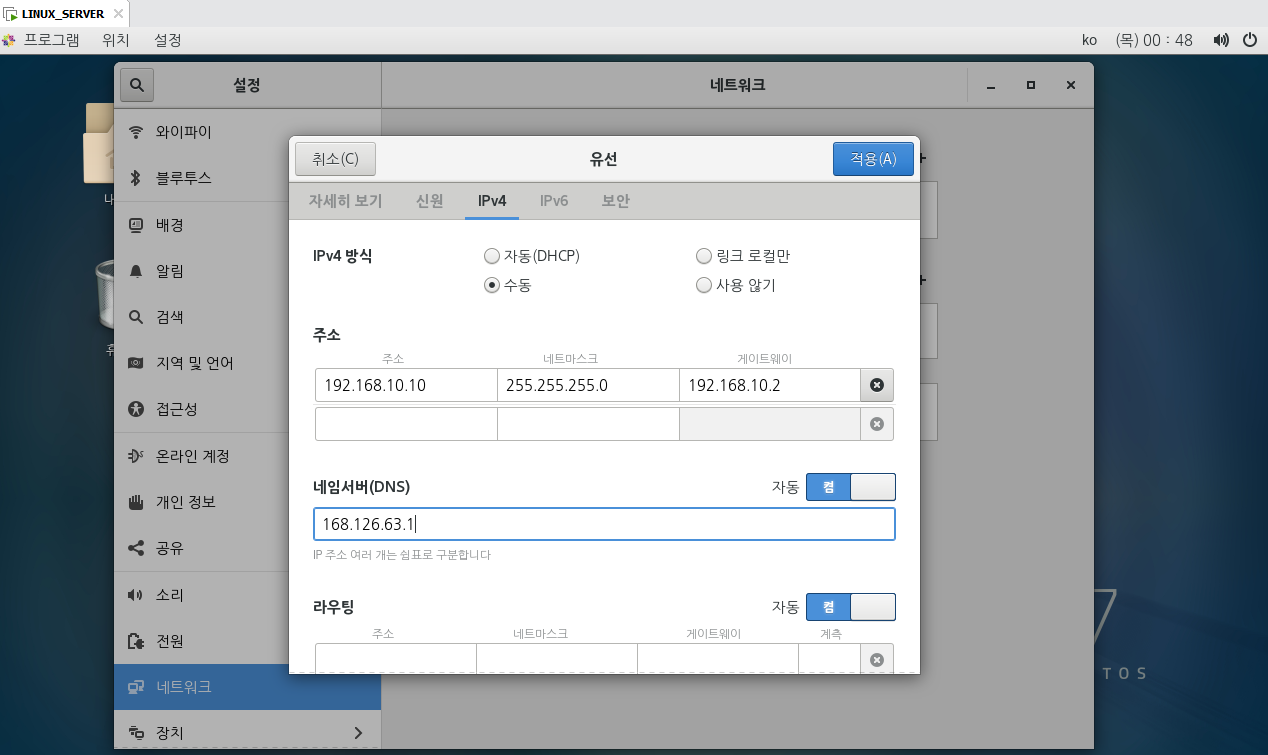 LINUX_SERVER
프로그램 위치 설정 ko (목) 00 : 48
설정 네트워크
와이파이
블루투스
배경
알림
검색
지역 및 언어
접근성
온라인 계정
개인 정보
공유
소리
전원
네트워크
장치
취소(C) 유선 적용(A)
자세히 보기 신원 IPv4 IPv6 보안
IPv4 방식 자동(DHCP) 링크 로컬만
수동 사용 않기
주소
주소 네트마스크 게이트웨이
192.168.10.10 255.255.255.0 192.168.10.2
네임서버(DNS) 자동 켬
168.126.63.1
IP 주소 여러 개는 쉼표로 구분합니다
라우팅 자동 켬
주소 네트마스크 게이트웨이 계측
7
TOS